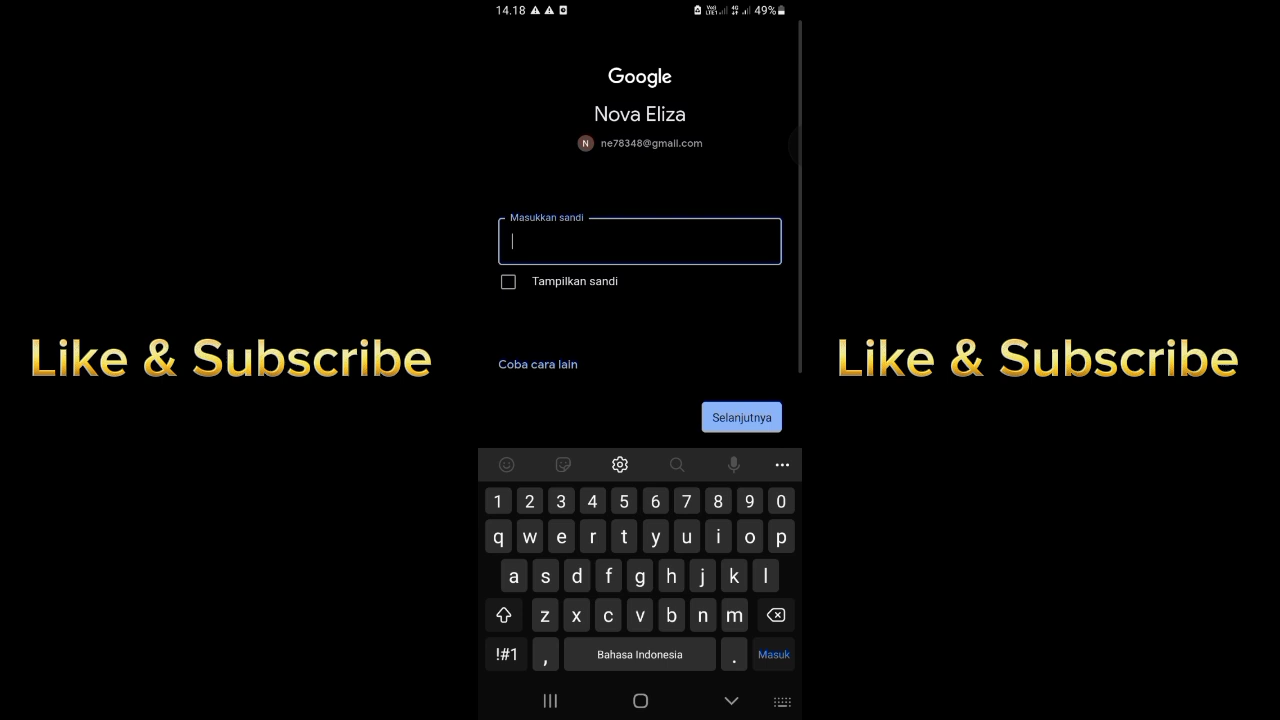 14.18
49%
Google
Nova Eliza
N ne78348@gmail.com
Masukkan sandi
Tampilkan sandi
Like & Subscribe
Like & Subscribe
Coba cara lain
Selanjutnya
1 2 3 4 5 6 7 8 9 0
q w e r t y u i o p
a s d f g h j k l
z x c v b n m
!#1 , Bahasa Indonesia . Masuk